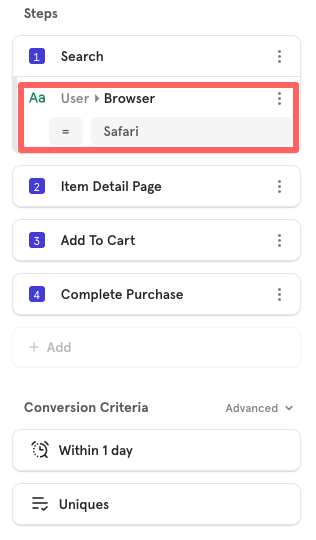 Steps
1 Search
Aa User ▸ Browser
= Safari
2 Item Detail Page
3 Add To Cart
4 Complete Purchase
+ Add
Conversion Criteria Advanced
Within 1 day
Uniques